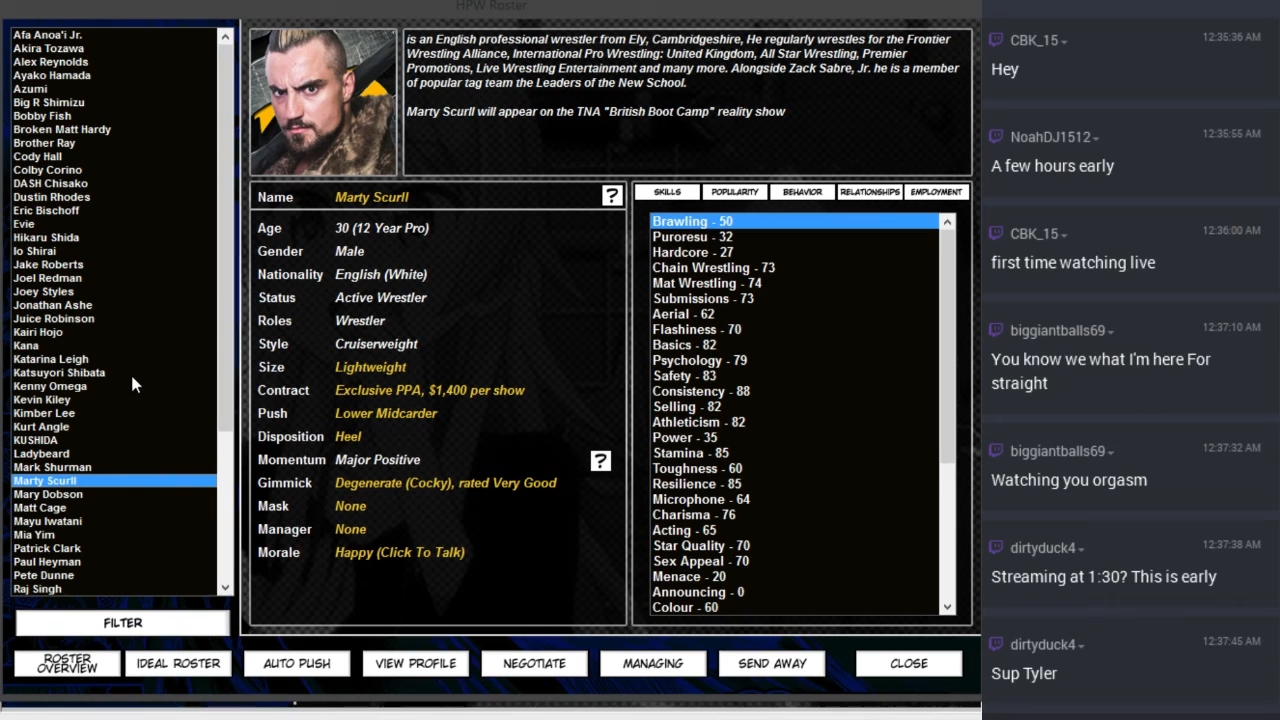 HPW Roster
Afa Anoa'i Jr.
Akira Tozawa
Alex Reynolds
Ayako Hamada
Azumi
Big R Shimizu
Bobby Fish
Broken Matt Hardy
Brother Ray
Cody Hall
Colby Corino
DASH Chisako
Dustin Rhodes
Eric Bischoff
Evie
Hikaru Shida
Io Shirai
Jake Roberts
Joel Redman
Joey Styles
Jonathan Ashe
Juice Robinson
Kairi Hojo
Kana
Katarina Leigh
Katsuyori Shibata
Kenny Omega
Kevin Kiley
Kimber Lee
Kurt Angle
KUSHIDA
Ladybeard
Mark Shurman
Marty Scurll
Mary Dobson
Matt Cage
Mayu Iwatani
Mia Yim
Patrick Clark
Paul Heyman
Pete Dunne
Raj Singh
FILTER
is an English professional wrestler from Ely, Cambridgeshire, He regularly wrestles for the Frontier
Wrestling Alliance, International Pro Wrestling: United Kingdom, All Star Wrestling, Premier
Promotions, Live Wrestling Entertainment and many more. Alongside Zack Sabre, Jr. he is a member
of popular tag team the Leaders of the New School.
Marty Scurll will appear on the TNA "British Boot Camp" reality show
Name Marty Scurll ?
Age 30 (12 Year Pro)
Gender Male
Nationality English (White)
Status Active Wrestler
Roles Wrestler
Style Cruiserweight
Size Lightweight
Contract Exclusive PPA, $1,400 per show
Push Lower Midcarder
Disposition Heel
Momentum Major Positive ?
Gimmick Degenerate (Cocky), rated Very Good
Mask None
Manager None
Morale Happy (Click To Talk)
SKILLS POPULARITY BEHAVIOR RELATIONSHIPS EMPLOYMENT
Brawling - 50
Puroresu - 32
Hardcore - 27
Chain Wrestling - 73
Mat Wrestling - 74
Submissions - 73
Aerial - 62
Flashiness - 70
Basics - 82
Psychology - 79
Safety - 83
Consistency - 88
Selling - 82
Athleticism - 82
Power - 35
Stamina - 85
Toughness - 60
Resilience - 85
Microphone - 64
Charisma - 76
Acting - 65
Star Quality - 70
Sex Appeal - 70
Menace - 20
Announcing - 0
Colour - 60
ROSTER
OVERVIEW
IDEAL ROSTER
AUTO PUSH
VIEW PROFILE
NEGOTIATE
MANAGING
SEND AWAY
CLOSE
CBK_15 12:35:36 AM
Hey
NoahDJ1512 12:35:55 AM
A few hours early
CBK_15 12:36:00 AM
first time watching live
biggiantballs69 12:37:10 AM
You know we what I'm here For
straight
biggiantballs69 12:37:32 AM
Watching you orgasm
dirtyduck4 12:37:38 AM
Streaming at 1:30? This is early
dirtyduck4 12:37:45 AM
Sup Tyler